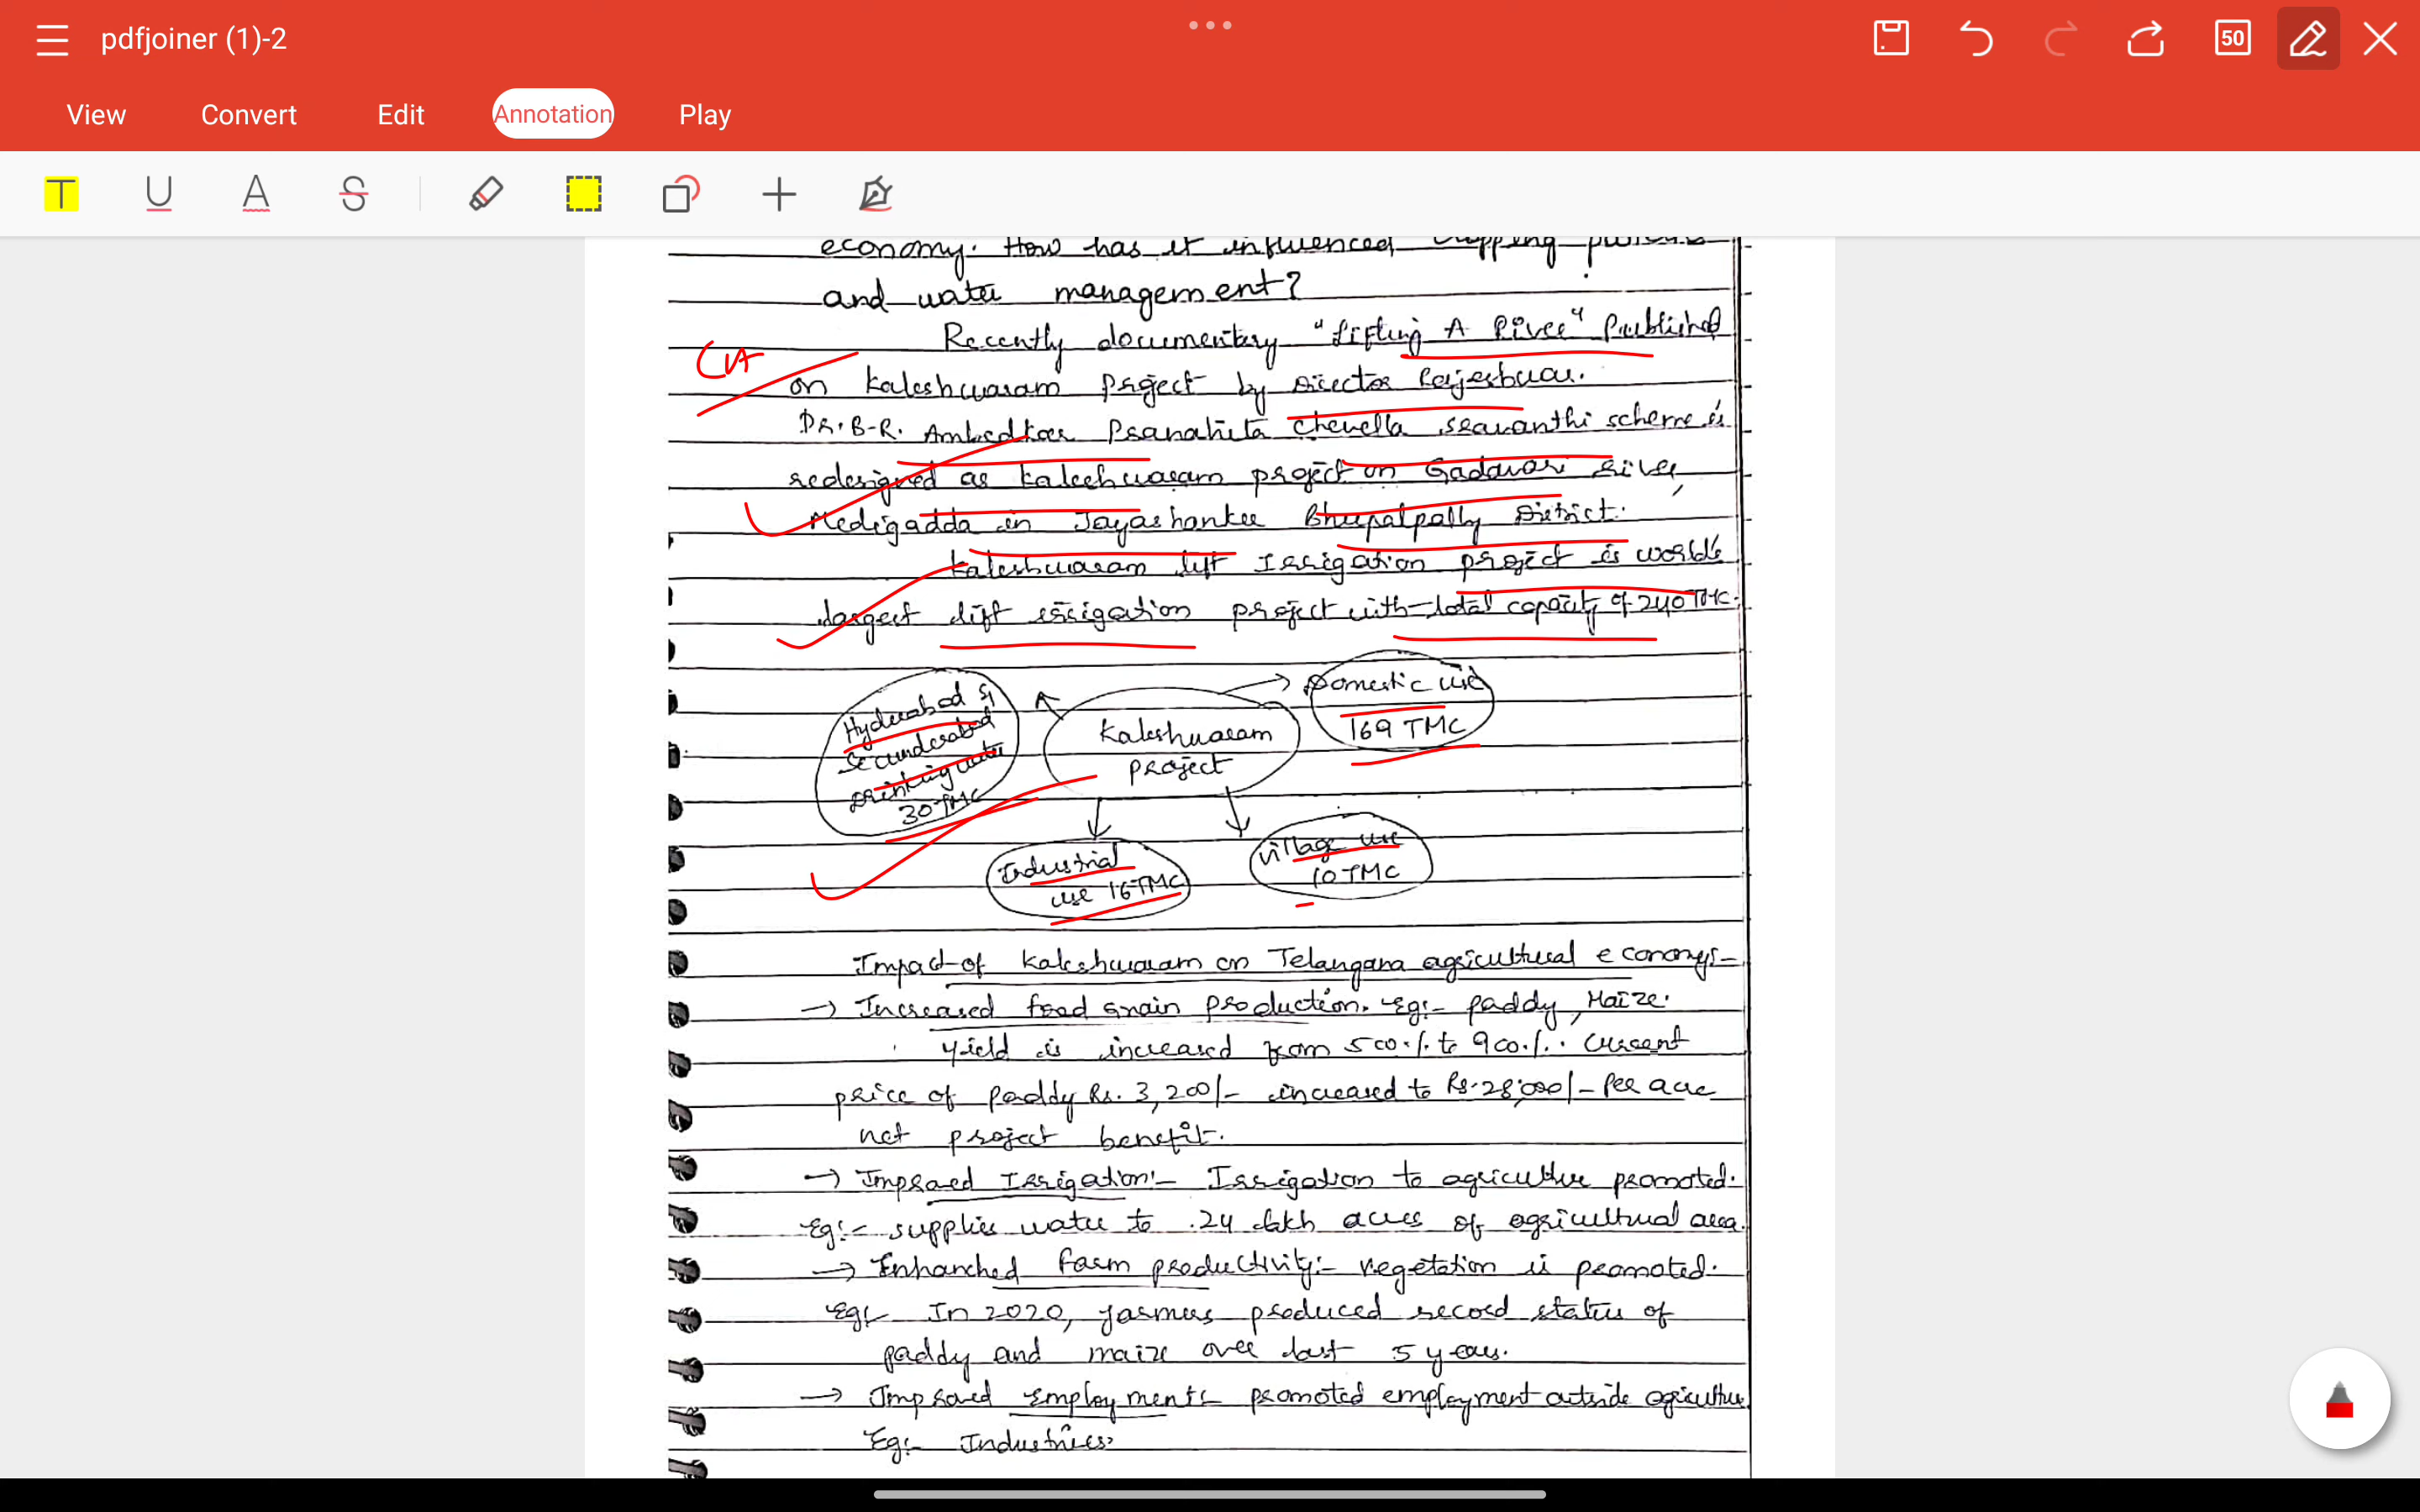 pdfjoiner (1)-2
50
View Convert Edit Annotation Play
T U A S
economy. How has it influenced cropping patterns
and water management?
Recently documentary "Lifting A River" Published
CA
on Kaleshwaram Project by Director Rajeshwar.
Dr. B-R. Ambedkar Pranahita Chevella sravanthi scheme is
redesigned as Kaleshwaram project on Godavari river,
Medigadda in Jayashankar Bhupalpally District.
Kaleshwaram lift Irrigation project is world's
largest lift irrigation project with total capacity of 240 TMC.
Hyderabad &
Secunderabad
Drinking water
30 TMC
Kaleshwaram
project
Domestic use
169 TMC
Industrial
use 16 TMC
village use
10 TMC
Impact of Kaleshwaram on Telangana agricultural economy:-
→ Increased food grain production. Eg:- paddy, Maize.
yield is increased from 500% to 900%. Current
price of paddy Rs. 3,200/- increased to Rs. 28,000/- Per acre
net project benefit.
→ Improved Irrigation:- Irrigation to agriculture promoted.
Eg:- supplies water to .24 lakh acres of agricultural area.
→ Enhanched Farm productivity:- vegetation is promoted.
Eg:- In 2020, farmers produced record status of
paddy and maize over last 5 years.
→ Improved employment:- promoted employment outside agriculture
Eg:- Industries